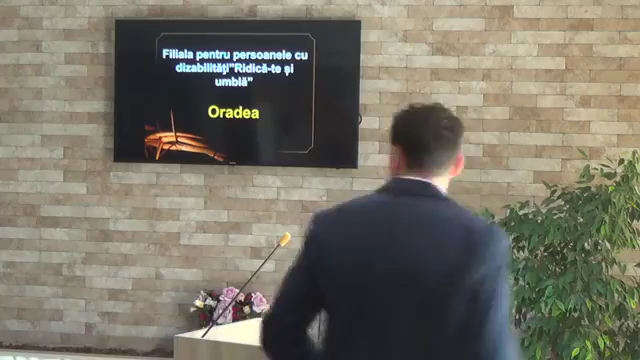 Filiala pentru persoanele cu
dizabilități"Ridică-te și
umblă"
Oradea